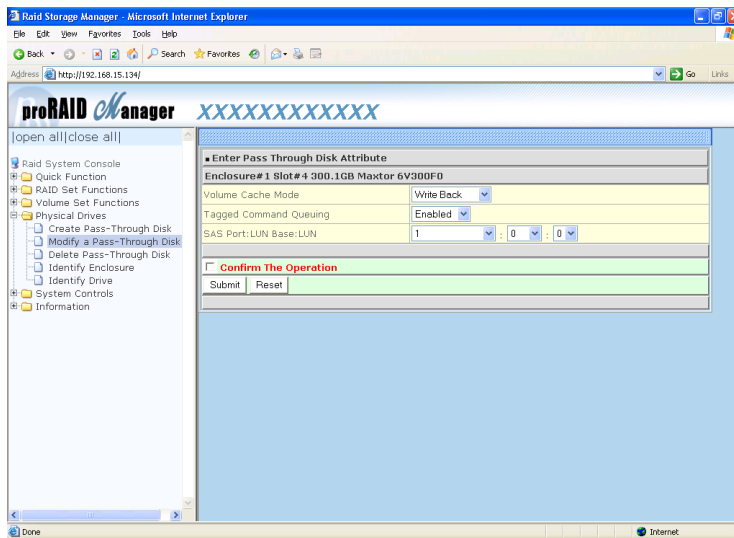 Raid Storage Manager - Microsoft Internet Explorer
File Edit View Favorites Tools Help
Back Search Favorites
Address http://192.168.15.134/ Go Links
proRAID Manager XXXXXXXXXXXX
|open all|close all|
Raid System Console
Quick Function
RAID Set Functions
Volume Set Functions
Physical Drives
Create Pass-Through Disk
Modify a Pass-Through Disk
Delete Pass-Through Disk
Identify Enclosure
Identify Drive
System Controls
Information
Enter Pass Through Disk Attribute
Enclosure#1 Slot#4 300.1GB Maxtor 6V300F0
Volume Cache Mode Write Back
Tagged Command Queuing Enabled
SAS Port:LUN Base:LUN 1 : 0 : 0
Confirm The Operation
Submit Reset
Done Internet